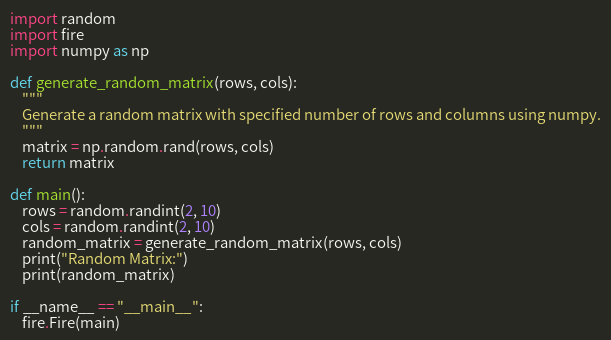 import random
import fire
import numpy as np

def generate_random_matrix(rows, cols):
    """
    Generate a random matrix with specified number of rows and columns using numpy.
    """
    matrix = np.random.rand(rows, cols)
    return matrix

def main():
    rows = random.randint(2, 10)
    cols = random.randint(2, 10)
    random_matrix = generate_random_matrix(rows, cols)
    print("Random Matrix:")
    print(random_matrix)

if __name__ == "__main__":
    fire.Fire(main)